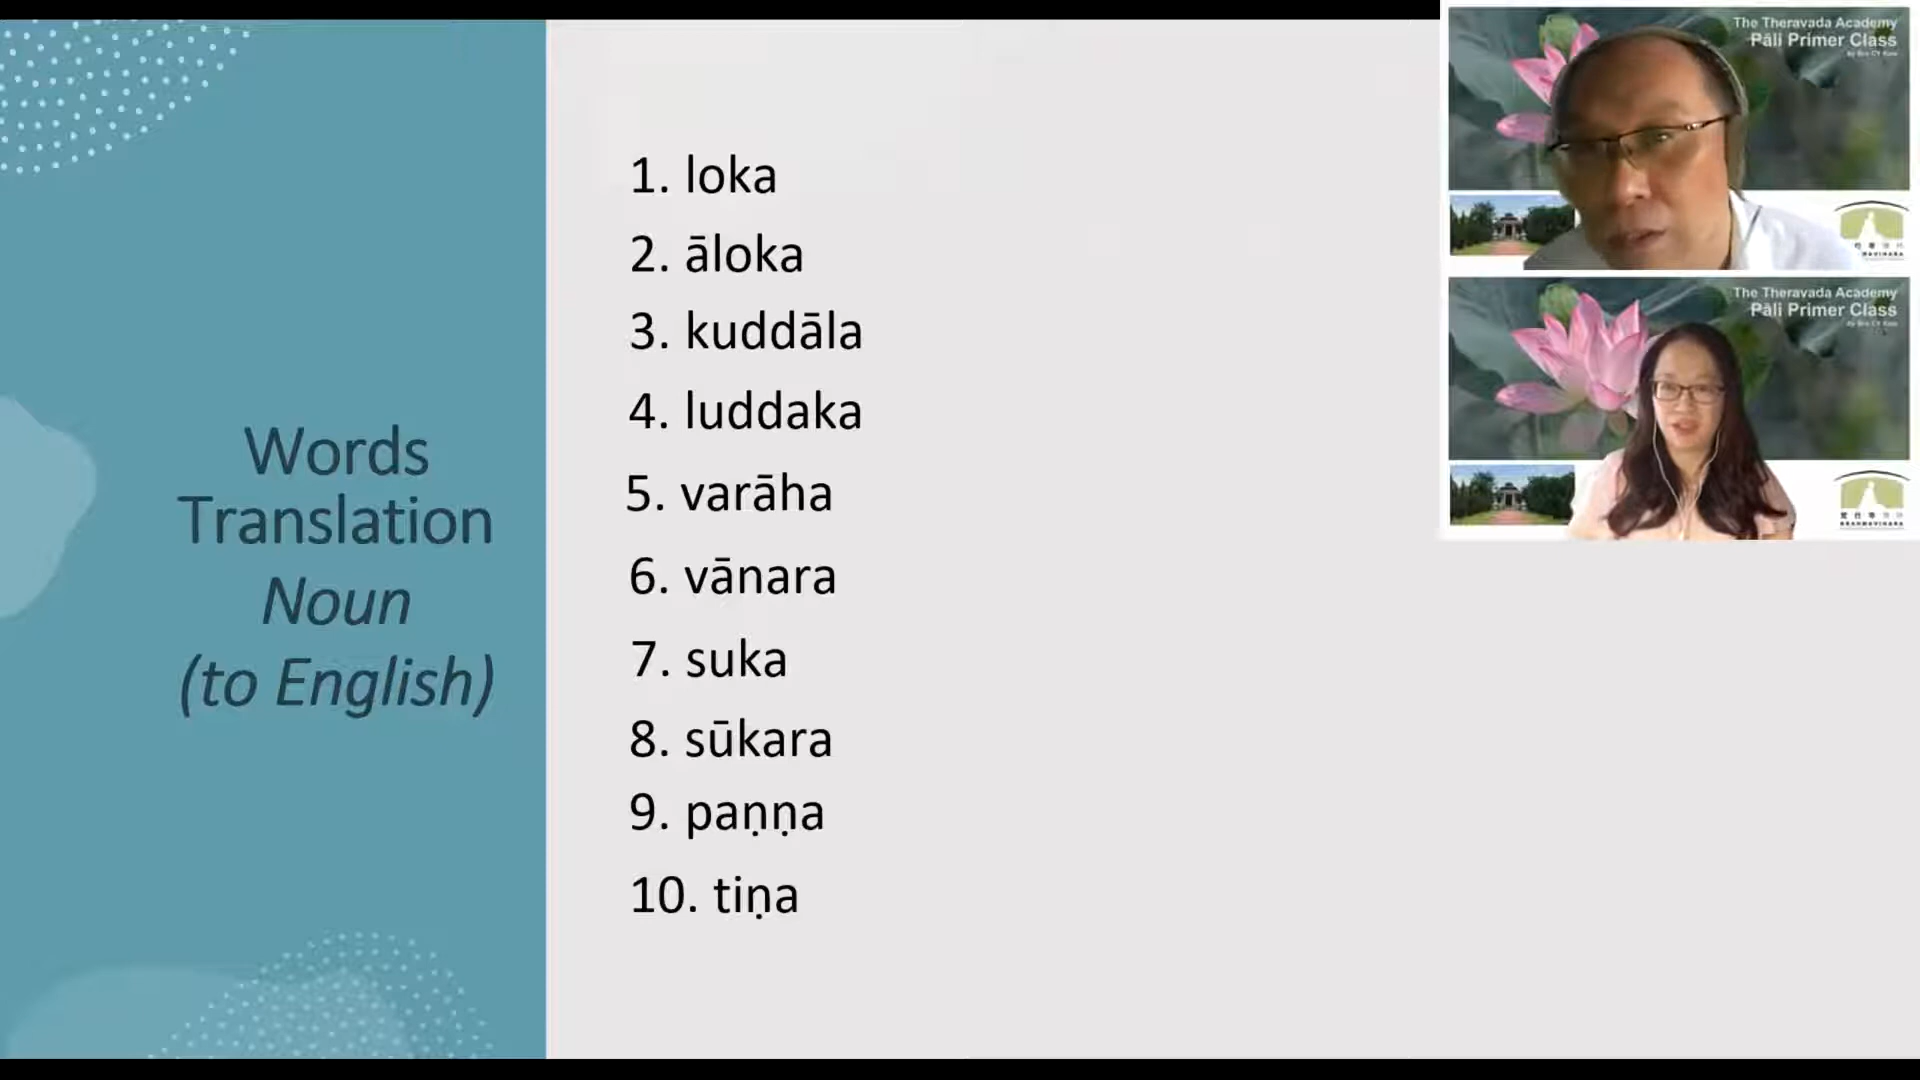 Words
Translation
Noun
(to English)
1. loka
2. āloka
3. kuddāla
4. luddaka
5. varāha
6. vānara
7. suka
8. sūkara
9. paṇṇa
10. tiṇa
The Theravada Academy
Pāli Primer Class
The Theravada Academy
Pāli Primer Class
BRAHMAVIHARA